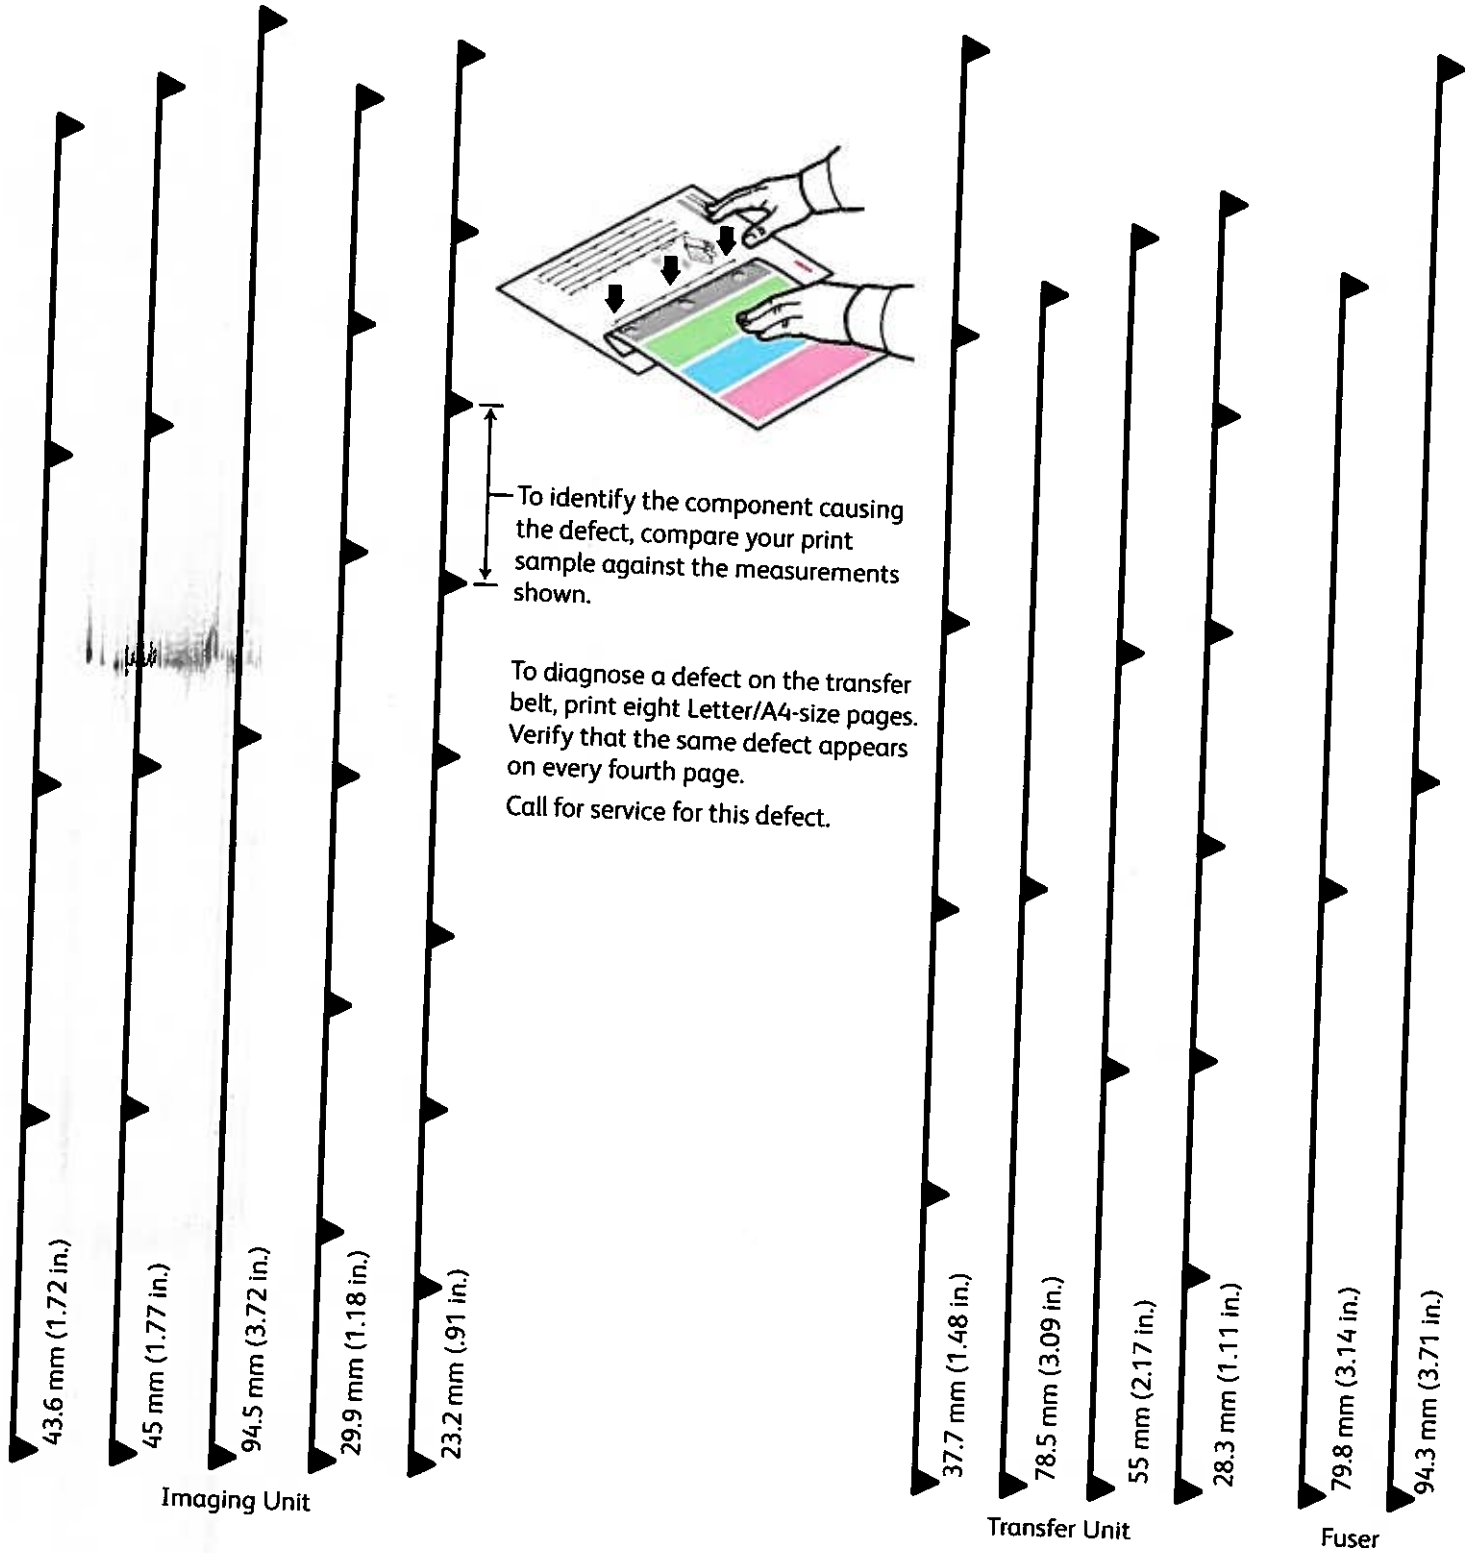 To identify the component causing
the defect, compare your print
sample against the measurements
shown.
To diagnose a defect on the transfer
belt, print eight Letter/A4-size pages.
Verify that the same defect appears
on every fourth page.
Call for service for this defect.
43.6 mm (1.72 in.)
45 mm (1.77 in.)
94.5 mm (3.72 in.)
29.9 mm (1.18 in.)
23.2 mm (.91 in.)
Imaging Unit
37.7 mm (1.48 in.)
78.5 mm (3.09 in.)
55 mm (2.17 in.)
28.3 mm (1.11 in.)
Transfer Unit
79.8 mm (3.14 in.)
94.3 mm (3.71 in.)
Fuser